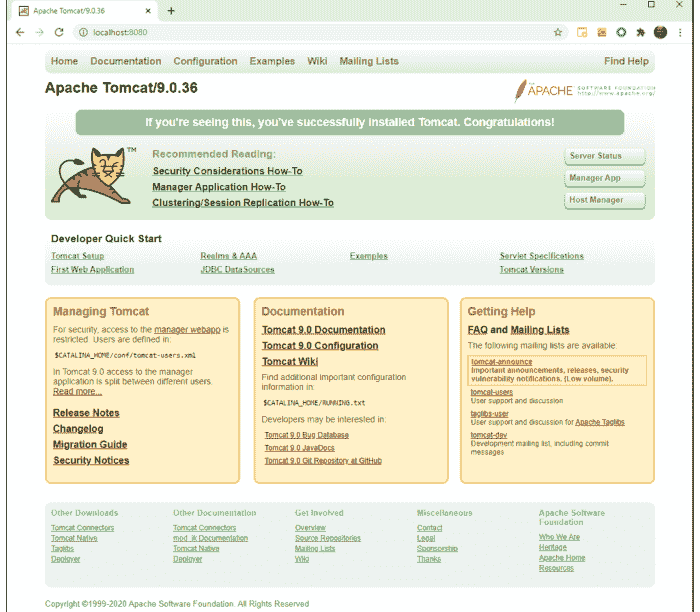 Apache Tomcat/9.0.36
localhost:8080
Home Documentation Configuration Examples Wiki Mailing Lists Find Help
Apache Tomcat/9.0.36
APACHE SOFTWARE FOUNDATION
http://www.apache.org/
If you're seeing this, you've successfully installed Tomcat. Congratulations!
TM
Recommended Reading:
Security Considerations How-To
Manager Application How-To
Clustering/Session Replication How-To
Server Status
Manager App
Host Manager
Developer Quick Start
Tomcat Setup
First Web Application
Realms & AAA
JDBC DataSources
Examples
Servlet Specifications
Tomcat Versions
Managing Tomcat
For security, access to the manager webapp is
restricted. Users are defined in:
$CATALINA_HOME/conf/tomcat-users.xml
In Tomcat 9.0 access to the manager
application is split between different users.
Read more...
Release Notes
Changelog
Migration Guide
Security Notices
Documentation
Tomcat 9.0 Documentation
Tomcat 9.0 Configuration
Tomcat Wiki
Find additional important configuration
information in:
$CATALINA_HOME/RUNNING.txt
Developers may be interested in:
Tomcat 9.0 Bug Database
Tomcat 9.0 JavaDocs
Tomcat 9.0 Git Repository at GitHub
Getting Help
FAQ and Mailing Lists
The following mailing lists are available:
tomcat-announce
Important announcements, releases, security
vulnerability notifications. (Low volume).
tomcat-users
User support and discussion
taglibs-user
User support and discussion for Apache Taglibs
tomcat-dev
Development mailing list, including commit
messages
Other Downloads
Tomcat Connectors
Tomcat Native
Taglibs
Deployer
Other Documentation
Tomcat Connectors
mod_jk Documentation
Tomcat Native
Deployer
Get Involved
Overview
Source Repositories
Mailing Lists
Wiki
Miscellaneous
Contact
Legal
Sponsorship
Thanks
Apache Software
Foundation
Who We Are
Heritage
Apache Home
Resources
Copyright ©1999-2020 Apache Software Foundation. All Rights Reserved